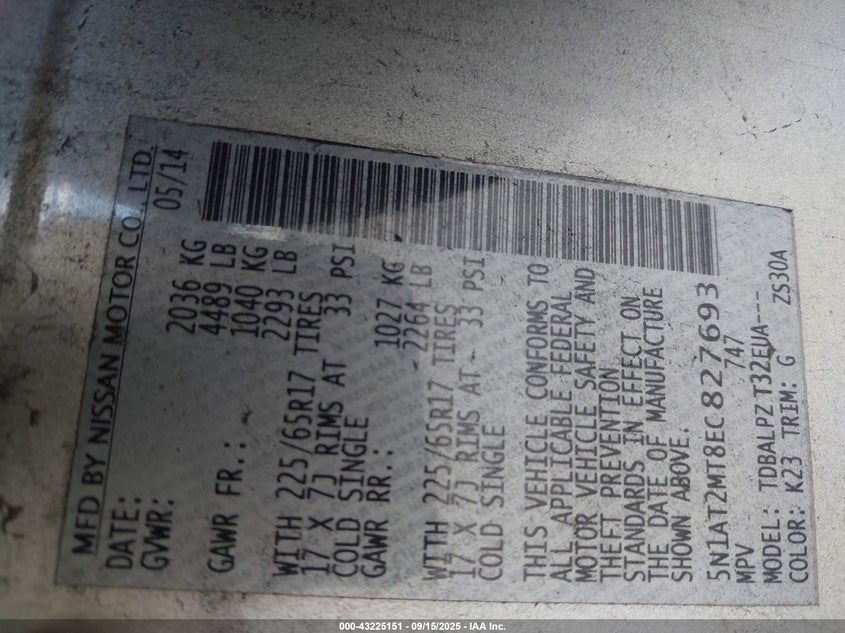 MFD BY NISSAN MOTOR CO., LTD.
DATE: 05/14
GVWR: 2036 KG
4489 LB
GAWR FR.: 1040 KG
2293 LB
WITH 225/65R17 TIRES
17 X 7J RIMS AT 33 PSI
COLD SINGLE
GAWR RR.: 1027 KG
2264 LB
WITH 225/65R17 TIRES
17 X 7J RIMS AT 33 PSI
COLD SINGLE
THIS VEHICLE CONFORMS TO
ALL APPLICABLE FEDERAL
MOTOR VEHICLE SAFETY AND
THEFT PREVENTION
STANDARDS IN EFFECT ON
THE DATE OF MANUFACTURE
SHOWN ABOVE.
5N1AT2MT8EC827693
MPV 747
MODEL: TDBALPZ T32EUA----
COLOR: K23 TRIM: G ZS30A
000-43225151 - 09/15/2025 - IAA Inc.